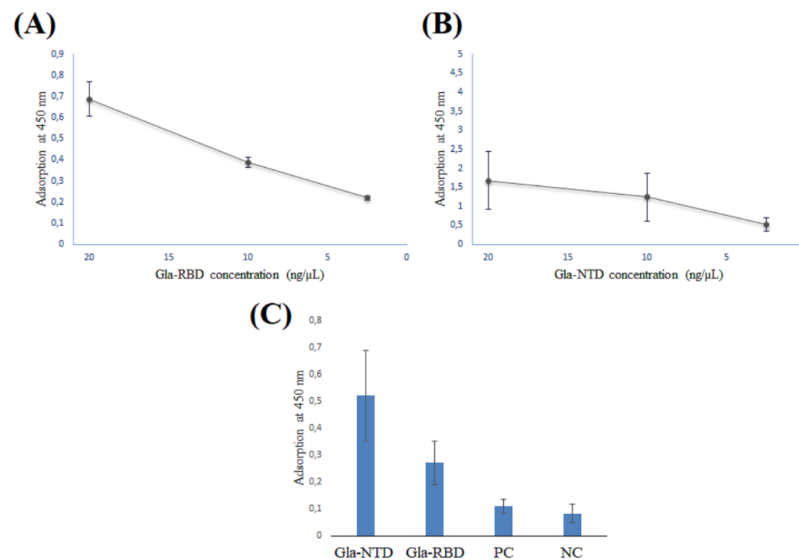 (A)
0,9
0,8
0,7
0,6
0,5
0,4
0,3
0,2
0,1
0
Adsorption at 450 nm
20 15 10 5 0
Gla-RBD concentration (ng/µL)
(B)
5
4,5
4
3,5
3
2,5
2
1,5
1
0,5
0
Adsorption at 450 nm
20 15 10 5
Gla-NTD concentration (ng/µL)
(C)
0,8
0,7
0,6
0,5
0,4
0,3
0,2
0,1
0
Adsorption at 450 nm
Gla-NTD Gla-RBD PC NC